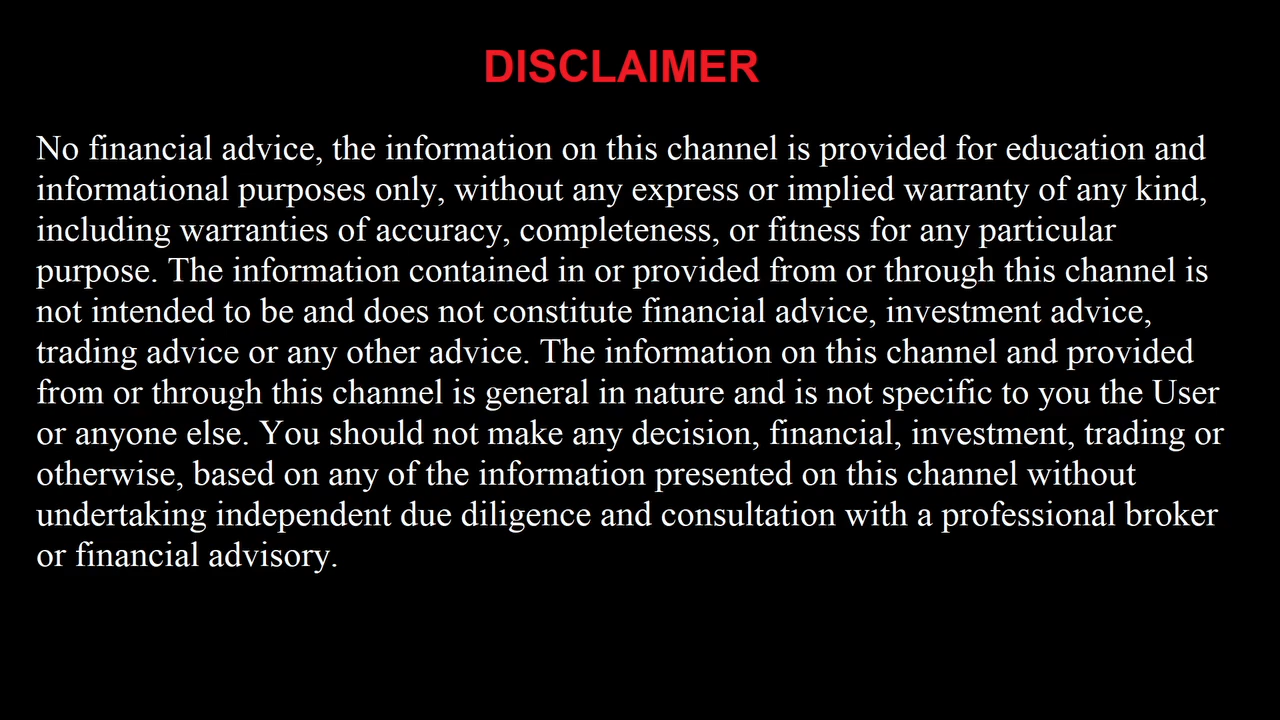 DISCLAIMER
No financial advice, the information on this channel is provided for education and
informational purposes only, without any express or implied warranty of any kind,
including warranties of accuracy, completeness, or fitness for any particular
purpose. The information contained in or provided from or through this channel is
not intended to be and does not constitute financial advice, investment advice,
trading advice or any other advice. The information on this channel and provided
from or through this channel is general in nature and is not specific to you the User
or anyone else. You should not make any decision, financial, investment, trading or
otherwise, based on any of the information presented on this channel without
undertaking independent due diligence and consultation with a professional broker
or financial advisory.